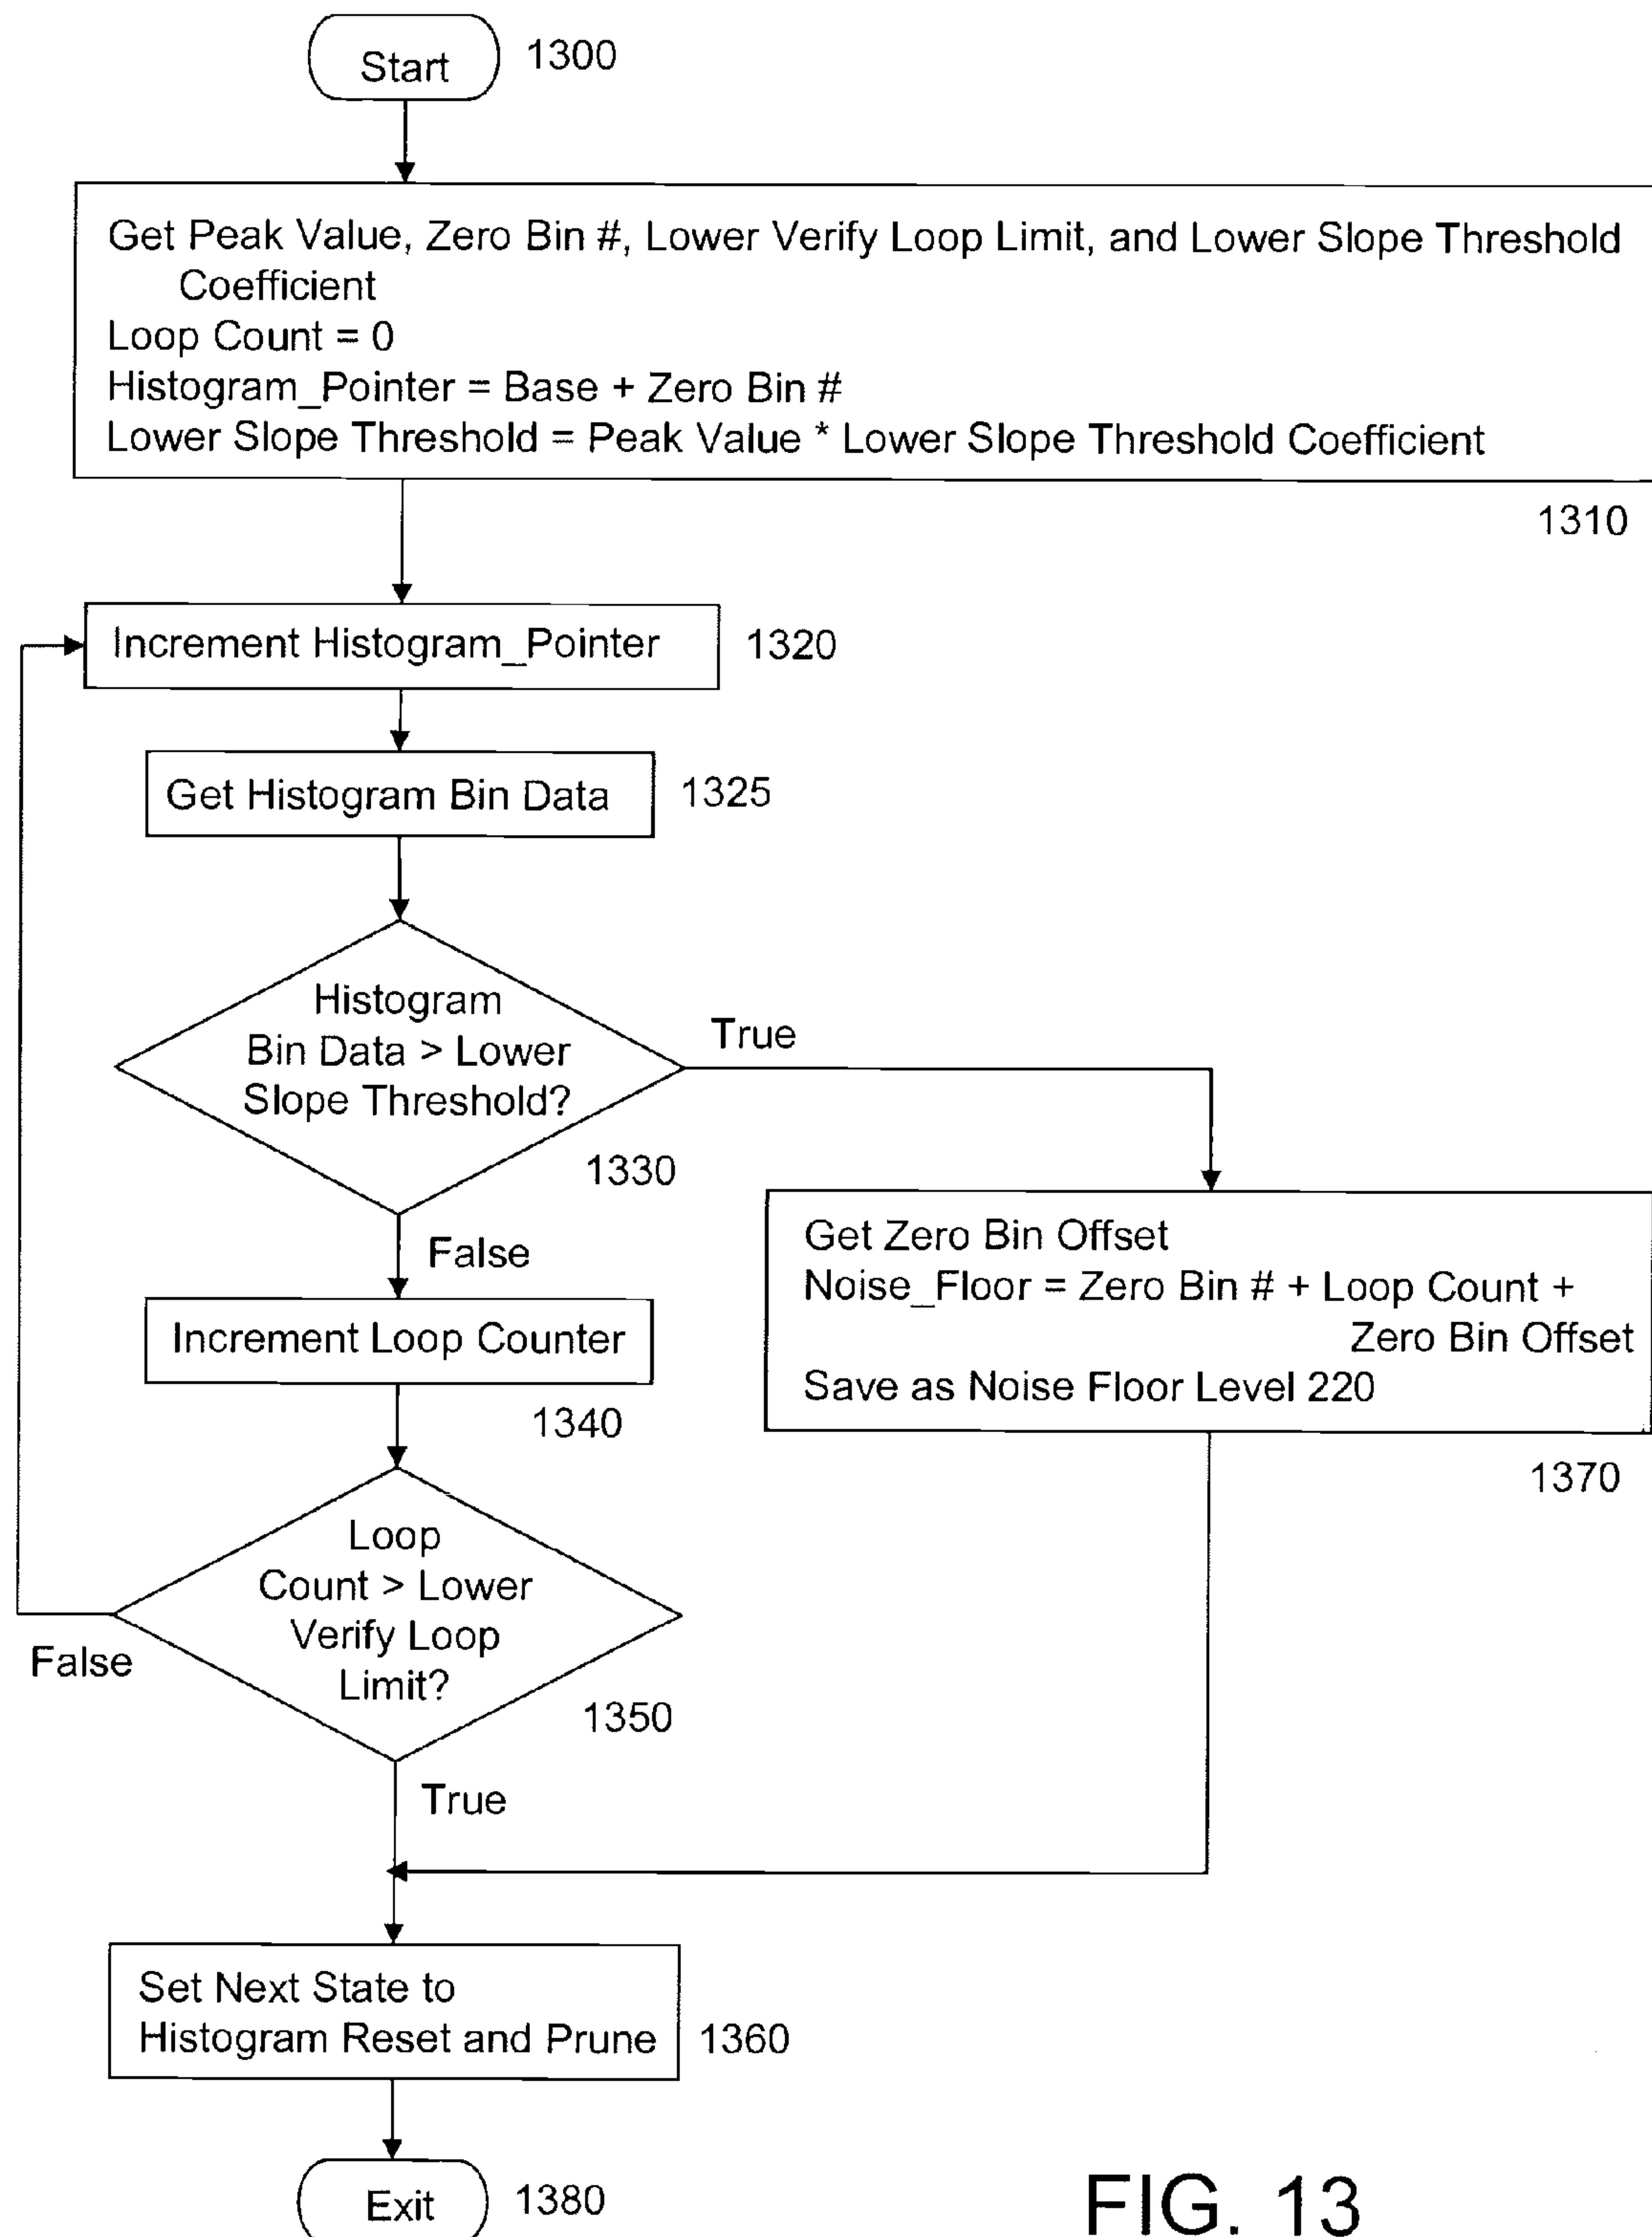 Start
1300
Get Peak Value, Zero Bin #, Lower Verify Loop Limit, and Lower Slope Threshold
Coefficient
Loop Count = 0
Histogram_Pointer = Base + Zero Bin #
Lower Slope Threshold = Peak Value * Lower Slope Threshold Coefficient
1310
Increment Histogram_Pointer
1320
Get Histogram Bin Data
1325
Histogram
Bin Data > Lower
Slope Threshold?
True
1330
False
Get Zero Bin Offset
Noise_Floor = Zero Bin # + Loop Count +
Zero Bin Offset
Save as Noise Floor Level 220
1370
Increment Loop Counter
1340
Loop
Count > Lower
Verify Loop
Limit?
False
1350
True
Set Next State to
Histogram Reset and Prune
1360
Exit
1380
FIG. 13